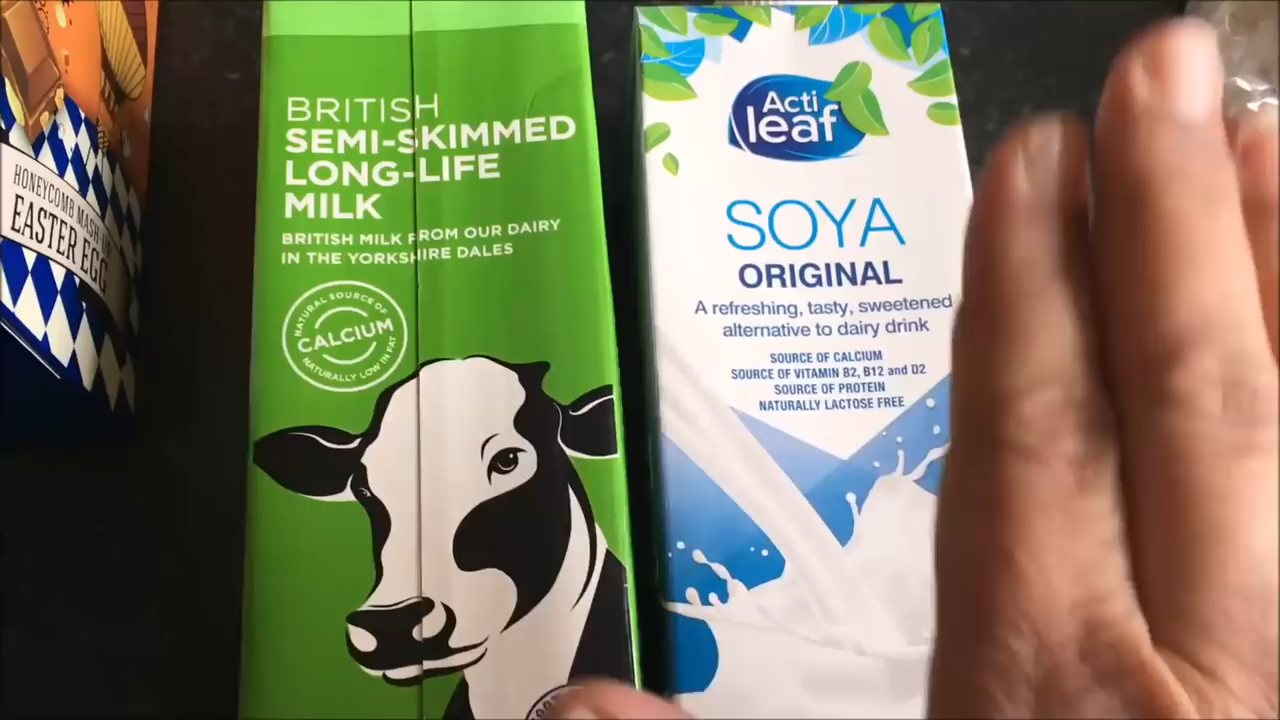 HONEYCOMB MASH
EASTER EGG
BRITISH
SEMI-SKIMMED
LONG-LIFE
MILK
BRITISH MILK FROM OUR DAIRY
IN THE YORKSHIRE DALES
NATURAL SOURCE OF
CALCIUM
NATURALLY LOW IN FAT
Acti
leaf
SOYA
ORIGINAL
A refreshing, tasty, sweetened
alternative to dairy drink
SOURCE OF CALCIUM
SOURCE OF VITAMIN B2, B12 and D2
SOURCE OF PROTEIN
NATURALLY LACTOSE FREE